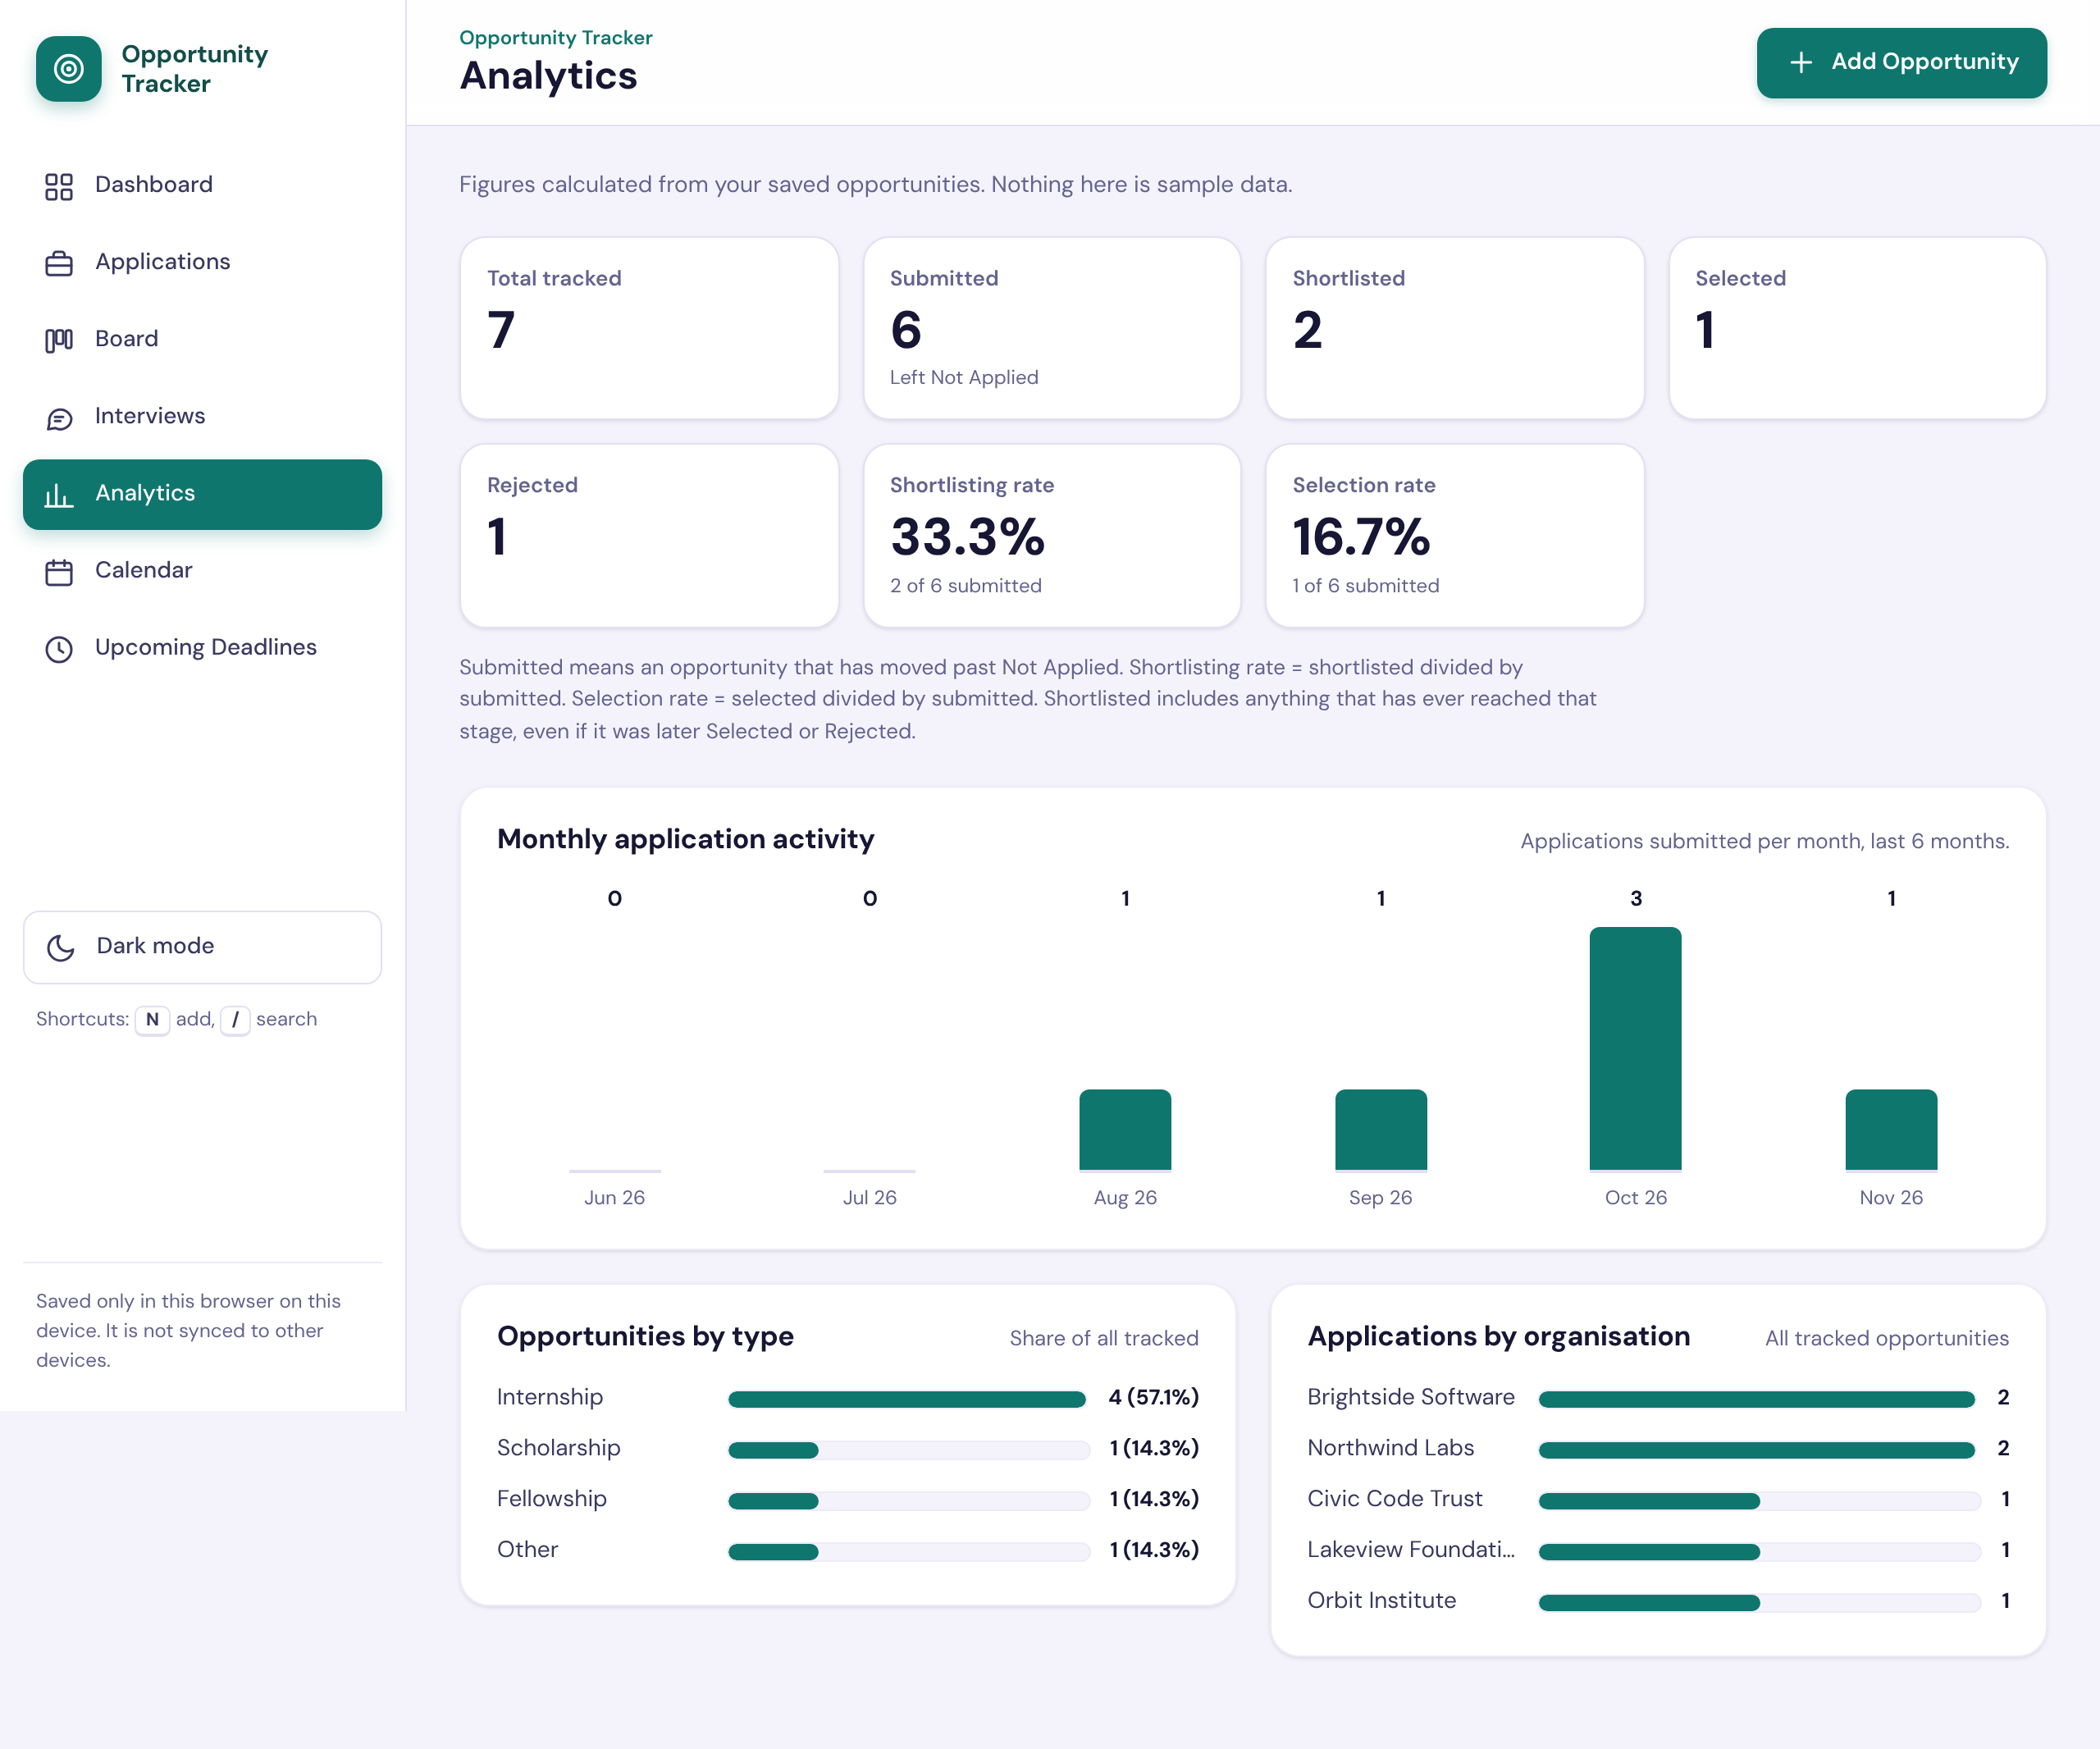 Opportunity
Tracker
Dashboard
Applications
Board
Interviews
Analytics
Calendar
Upcoming Deadlines
Dark mode
Shortcuts: N add, / search
Saved only in this browser on this
device. It is not synced to other
devices.
Opportunity Tracker
Analytics
Add Opportunity
Figures calculated from your saved opportunities. Nothing here is sample data.
Total tracked
7
Submitted
6
Left Not Applied
Shortlisted
2
Selected
1
Rejected
1
Shortlisting rate
33.3%
2 of 6 submitted
Selection rate
16.7%
1 of 6 submitted
Submitted means an opportunity that has moved past Not Applied. Shortlisting rate = shortlisted divided by
submitted. Selection rate = selected divided by submitted. Shortlisted includes anything that has ever reached that
stage, even if it was later Selected or Rejected.
Monthly application activity
Applications submitted per month, last 6 months.
0 0 1 1 3 1
Jun 26 Jul 26 Aug 26 Sep 26 Oct 26 Nov 26
Opportunities by type
Share of all tracked
Internship 4 (57.1%)
Scholarship 1 (14.3%)
Fellowship 1 (14.3%)
Other 1 (14.3%)
Applications by organisation
All tracked opportunities
Brightside Software 2
Northwind Labs 2
Civic Code Trust 1
Lakeview Foundati... 1
Orbit Institute 1